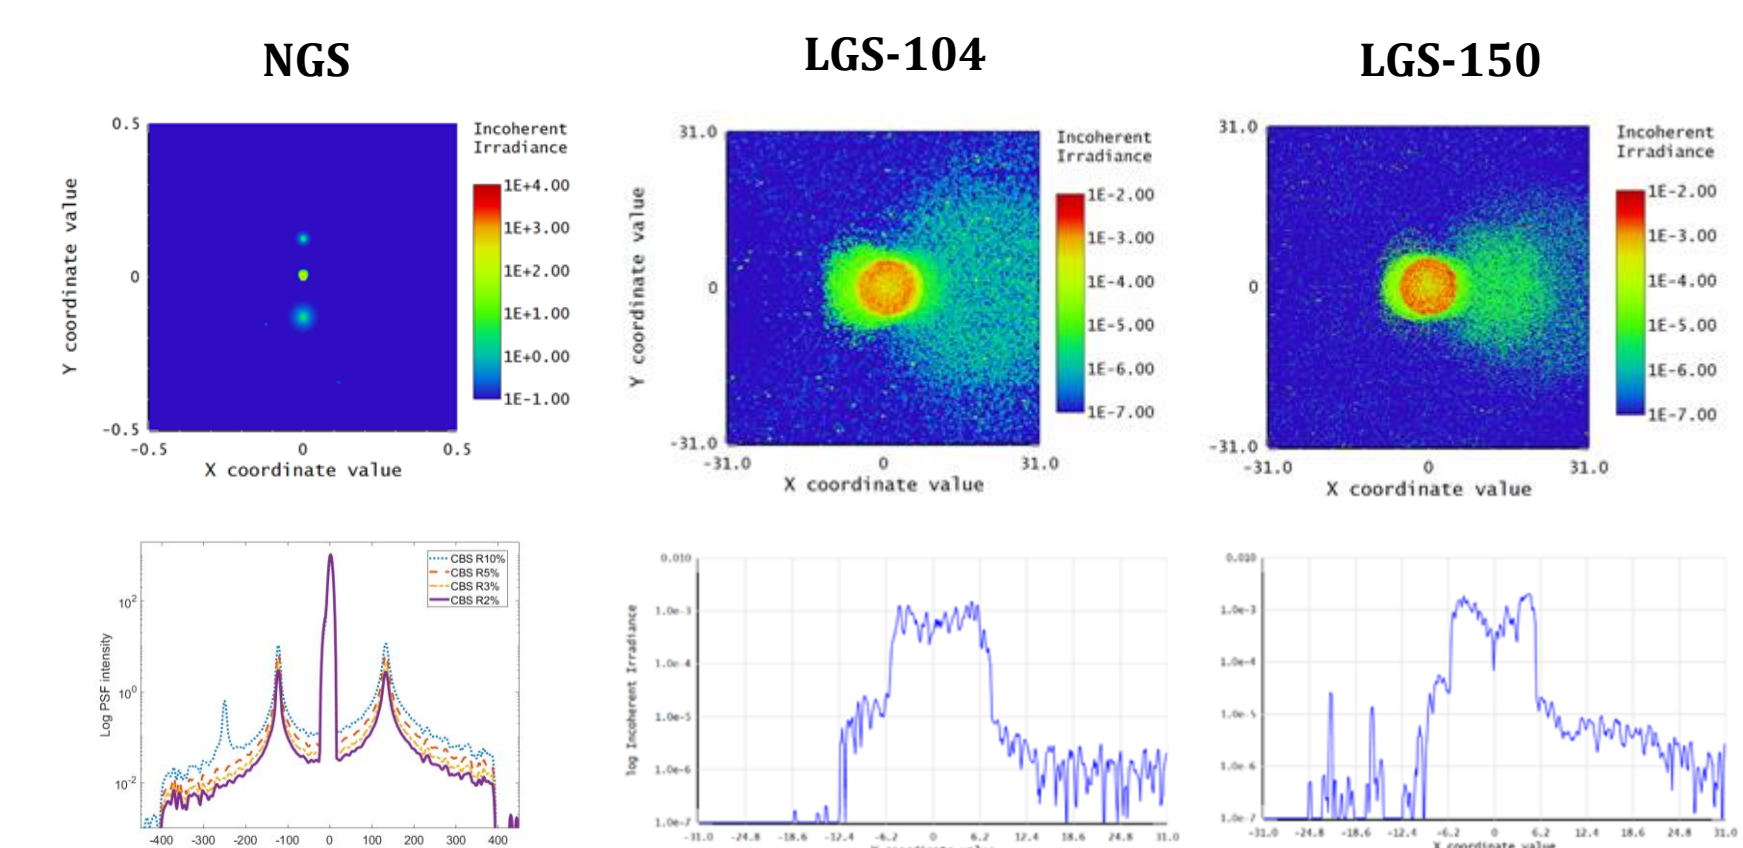 NGS
LGS-104
LGS-150
0.5
0
-0.5
-0.5
0
0.5
X coordinate value
Y coordinate value
Incoherent
Irradiance
1E+4.00
1E+3.00
1E+2.00
1E+1.00
1E+0.00
1E-1.00
31.0
0
-31.0
-31.0
0
31.0
X coordinate value
Y coordinate value
Incoherent
Irradiance
1E-2.00
1E-3.00
1E-4.00
1E-5.00
1E-6.00
1E-7.00
31.0
0
-31.0
-31.0
0
31.0
X coordinate value
Incoherent
Irradiance
1E-2.00
1E-3.00
1E-4.00
1E-5.00
1E-6.00
1E-7.00
CBS R10%
CBS R5%
CBS R3%
CBS R2%
Log PSF intensity
10²
10⁰
10⁻²
-400 -300 -200 -100 0 100 200 300 400
log Incoherent Irradiance
0.010
1.0e-3
1.0e-4
1.0e-5
1.0e-6
1.0e-7
-31.0 -24.8 -18.6 -12.4 -6.2 0 6.2 12.4 18.6 24.8 31.0
0.010
1.0e-3
1.0e-4
1.0e-5
1.0e-6
1.0e-7
-31.0 -24.8 -18.6 -12.4 -6.2 0 6.2 12.4 18.6 24.8 31.0
X coordinate value